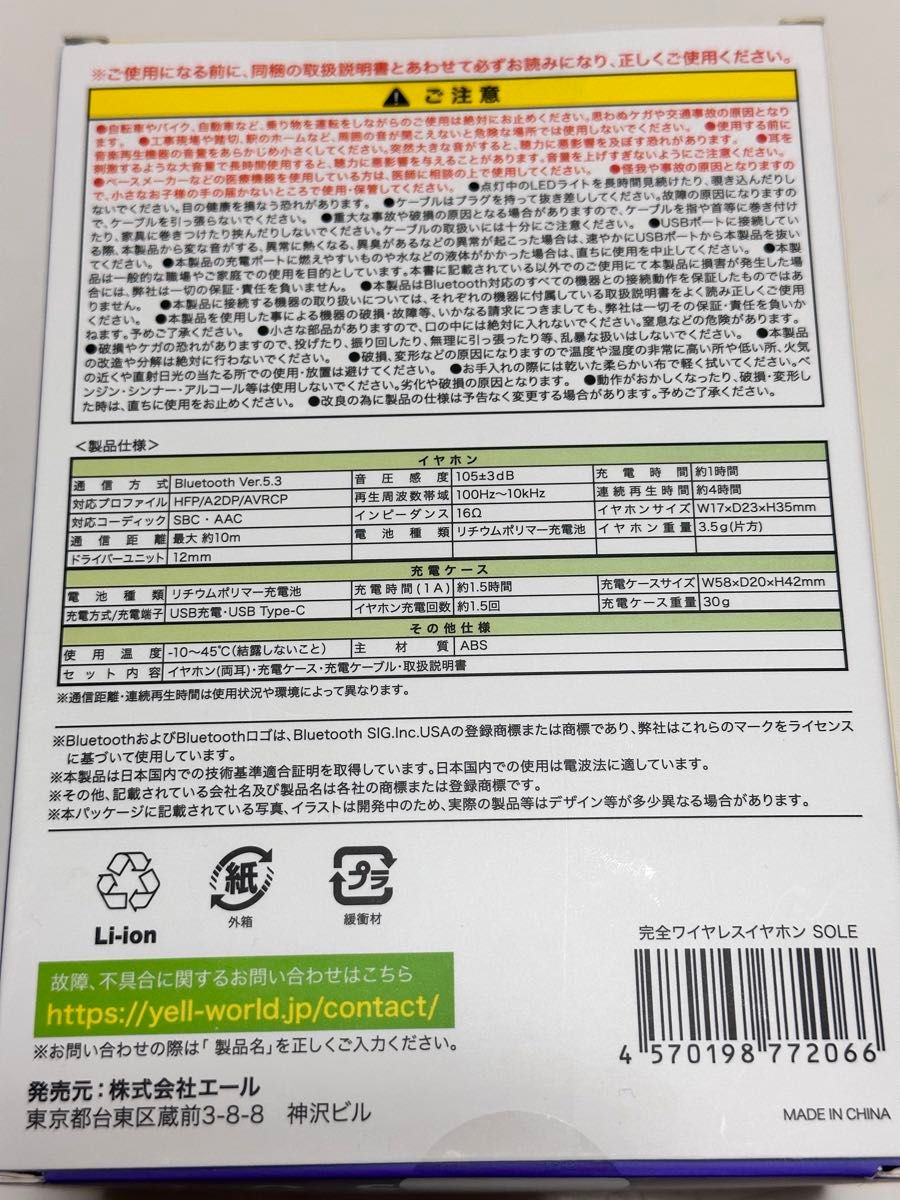 ※ご使用になる前に、同梱の取扱説明書とあわせて必ずお読みになり、正しくご使用ください。
ご注意
●自転車やバイク、自動車など、乗り物を運転をしながらのご使用は絶対にお止めください。思わぬケガや交通事故の原因となり
ます。 ●工事現場や踏切、駅のホームなど、周囲の音が聞こえないと危険な場所では使用しないでください。 ●使用する前に
音楽再生機器の音量をあらかじめ小さくしてください。突然大きな音がすると、聴力に悪影響を及ぼす恐れがあります。 ●耳を
刺激するような大音量で長時間使用すると、聴力に悪影響を与えることがあります。音量を上げすぎないようにご注意ください。
●ペースメーカーなどの医療機器を使用している方は、医師に相談の上で使用してください。 ●怪我や事故の原因となりますの
で、小さなお子様の手の届かないところで使用・保管してください。 ●点灯中のLEDライトを長時間見続けたり、覗き込んだりし
ないでください。目の健康を損なう恐れがあります。 ●ケーブルはプラグを持って抜き差ししてください。故障の原因となります
ので、ケーブルを引っ張らないでください。 ●重大な事故や破損の原因となる場合がありますので、ケーブルを指や首等に巻き付け
たり、家具に巻きつけたり挟んだりしないでください。ケーブルの取扱いには十分にご注意ください。 ●USBポートに接続してい
る際、本製品から変な音がする、異常に熱くなる、異臭があるなどの異常が起こった場合は、速やかにUSBポートから本製品を抜い
てください。 ●本製品の充電ポートに燃えやすいものや水などの液体がかかった場合は、直ちに使用を中止してください。 ●本製
品は一般的な職場やご家庭での使用を目的としています。本書に記載されている以外でのご使用にて本製品に損害が発生した場
合には、弊社は一切の保証・責任を負いません。 ●本製品はBluetooth対応のすべての機器との接続動作を保証したものではあ
りません。 ●本製品に接続する機器の取り扱いについては、それぞれの機器に付属している取扱説明書をよく読み正しくご使用
ください。 ●本製品を使用した事による機器の破損・故障等、いかなる請求につきましても、弊社は一切その保証・責任を負いか
ねます。予めご了承ください。 ●小さな部品がありますので、口の中には絶対に入れないでください。窒息などの危険があります。
●破損やケガの恐れがありますので、投げたり、振り回したり、無理に引っ張ったり等、乱暴な扱いはしないでください。 ●本製品
の改造や分解は絶対に行わないでください。 ●破損、変形などの原因になりますので温度や湿度の非常に高い所や低い所、火気
の近くや直射日光の当たる所での使用・放置は避けてください。 ●お手入れの際には乾いた柔らかい布で軽く拭いてください。ベ
ンジン・シンナー・アルコール等は使用しないでください。劣化や破損の原因となります。 ●動作がおかしくなったり、破損・変形し
た時は、直ちに使用をお止めください。 ●改良の為に製品の仕様は予告なく変更する場合があります。予めご了承ください。
＜製品仕様＞
イヤホン
通信方式 Bluetooth Ver.5.3 音圧感度 105±3dB 充電時間 約1時間
対応プロファイル HFP/A2DP/AVRCP 再生周波数帯域 100Hz～10kHz 連続再生時間 約4時間
対応コーディック SBC・AAC インピーダンス 16Ω イヤホンサイズ W17×D23×H35mm
通信距離 最大 約10m 電池種類 リチウムポリマー充電池 イヤホン重量 3.5g(片方)
ドライバーユニット 12mm
充電ケース
電池種類 リチウムポリマー充電池 充電時間(1A) 約1.5時間 充電ケースサイズ W58×D20×H42mm
充電方式/充電端子 USB充電・USB Type-C イヤホン充電回数 約1.5回 充電ケース重量 30g
その他仕様
使用温度 -10～45℃(結露しないこと) 主材質 ABS
セット内容 イヤホン(両耳)・充電ケース・充電ケーブル・取扱説明書
※通信距離・連続再生時間は使用状況や環境によって異なります。
※BluetoothおよびBluetoothロゴは、Bluetooth SIG.Inc.USAの登録商標または商標であり、弊社はこれらのマークをライセンス
に基づいて使用しています。
※本製品は日本国内での技術基準適合証明を取得しています。日本国内での使用は電波法に適しています。
※その他、記載されている会社名及び製品名は各社の商標または登録商標です。
※本パッケージに記載されている写真、イラストは開発中のため、実際の製品等はデザイン等が多少異なる場合があります。
紙 プラ
Li-ion 外箱 緩衝材
完全ワイヤレスイヤホン SOLE
故障、不具合に関するお問い合わせはこちら
https://yell-world.jp/contact/
※お問い合わせの際は「 製品名」を正しくご入力ください。
4 570198 772066
発売元：株式会社エール
東京都台東区蔵前3-8-8 神沢ビル
MADE IN CHINA